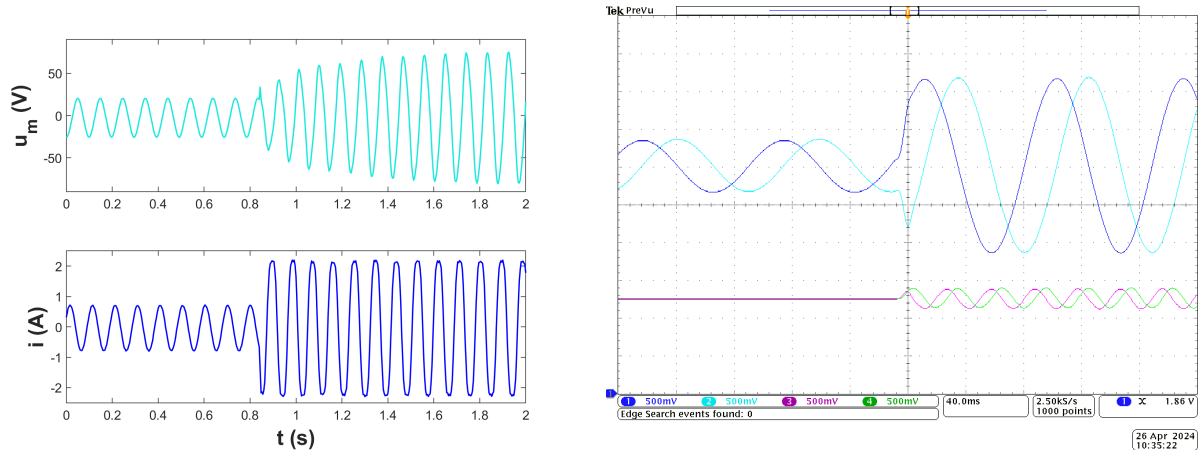 50
0
-50
u_m (V)
0 0.2 0.4 0.6 0.8 1 1.2 1.4 1.6 1.8 2
2
1
0
-1
-2
i (A)
0 0.2 0.4 0.6 0.8 1 1.2 1.4 1.6 1.8 2
t (s)
Tek PreVu
1
1 500mV 2 500mV 3 500mV 4 500mV
Edge Search events found: 0
40.0ms
2.50kS/s
1000 points
1 X 1.86 V
26 Apr 2024
10:35:22